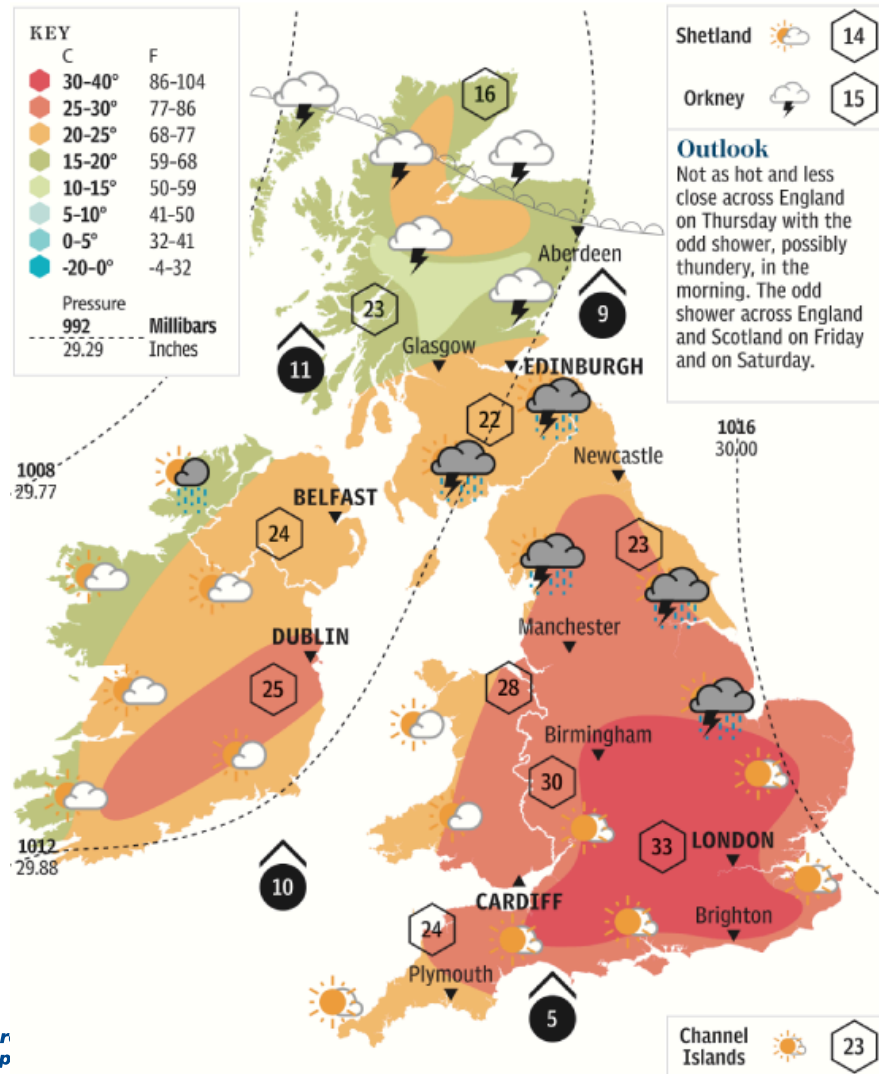 KEY
C F
30–40° 86–104
25–30° 77–86
20–25° 68–77
15–20° 59–68
10–15° 50–59
5–10° 41–50
0–5° 32–41
-20–0° -4–32
Pressure
992 Millibars
29.29 Inches
Shetland 14
Orkney 15
Outlook
Not as hot and less
close across England
on Thursday with the
odd shower, possibly
thundery, in the
morning. The odd
shower across England
and Scotland on Friday
and on Saturday.
16
Aberdeen
23
9
Glasgow
11
EDINBURGH
22
1016
30.00
Newcastle
1008
29.77
BELFAST
24
23
Manchester
DUBLIN
25
28
Birmingham
30
33
LONDON
1012
29.88
10
CARDIFF
Brighton
24
Plymouth
5
Channel
Islands
23